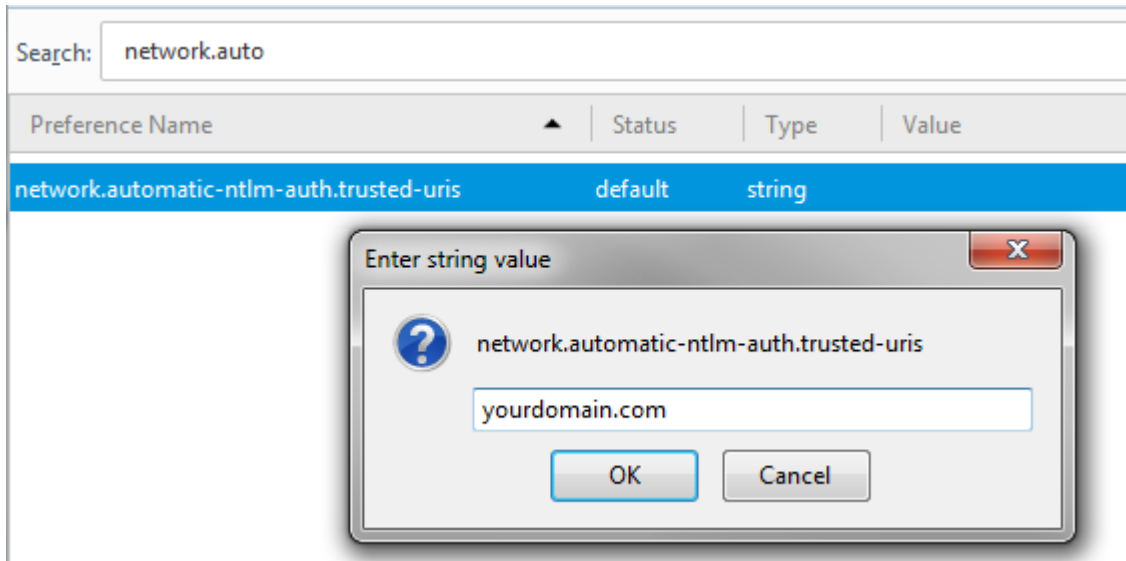 Search: network.auto
Preference Name Status Type Value
network.automatic-ntlm-auth.trusted-uris default string
Enter string value
network.automatic-ntlm-auth.trusted-uris
yourdomain.com
OK Cancel